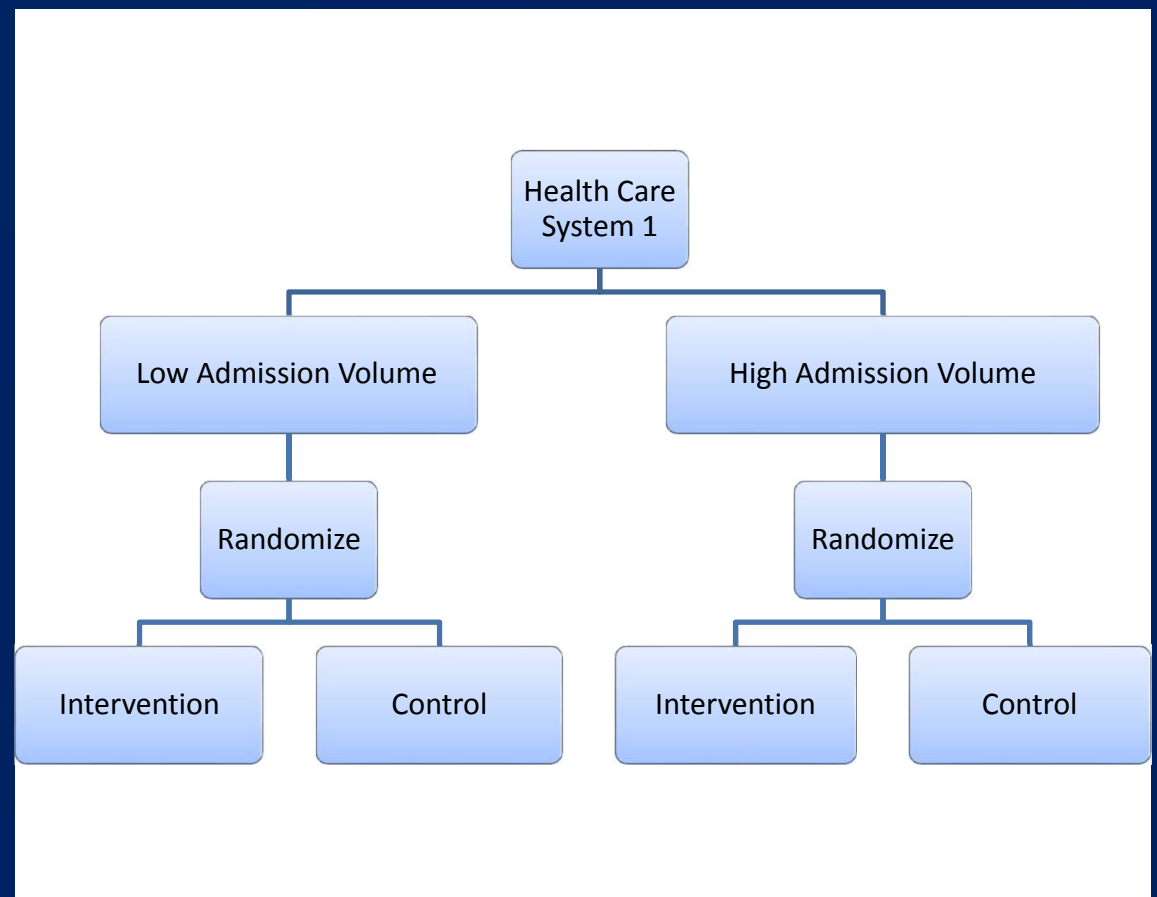 Health Care
System 1
Low Admission Volume
High Admission Volume
Randomize
Randomize
Intervention
Control
Intervention
Control